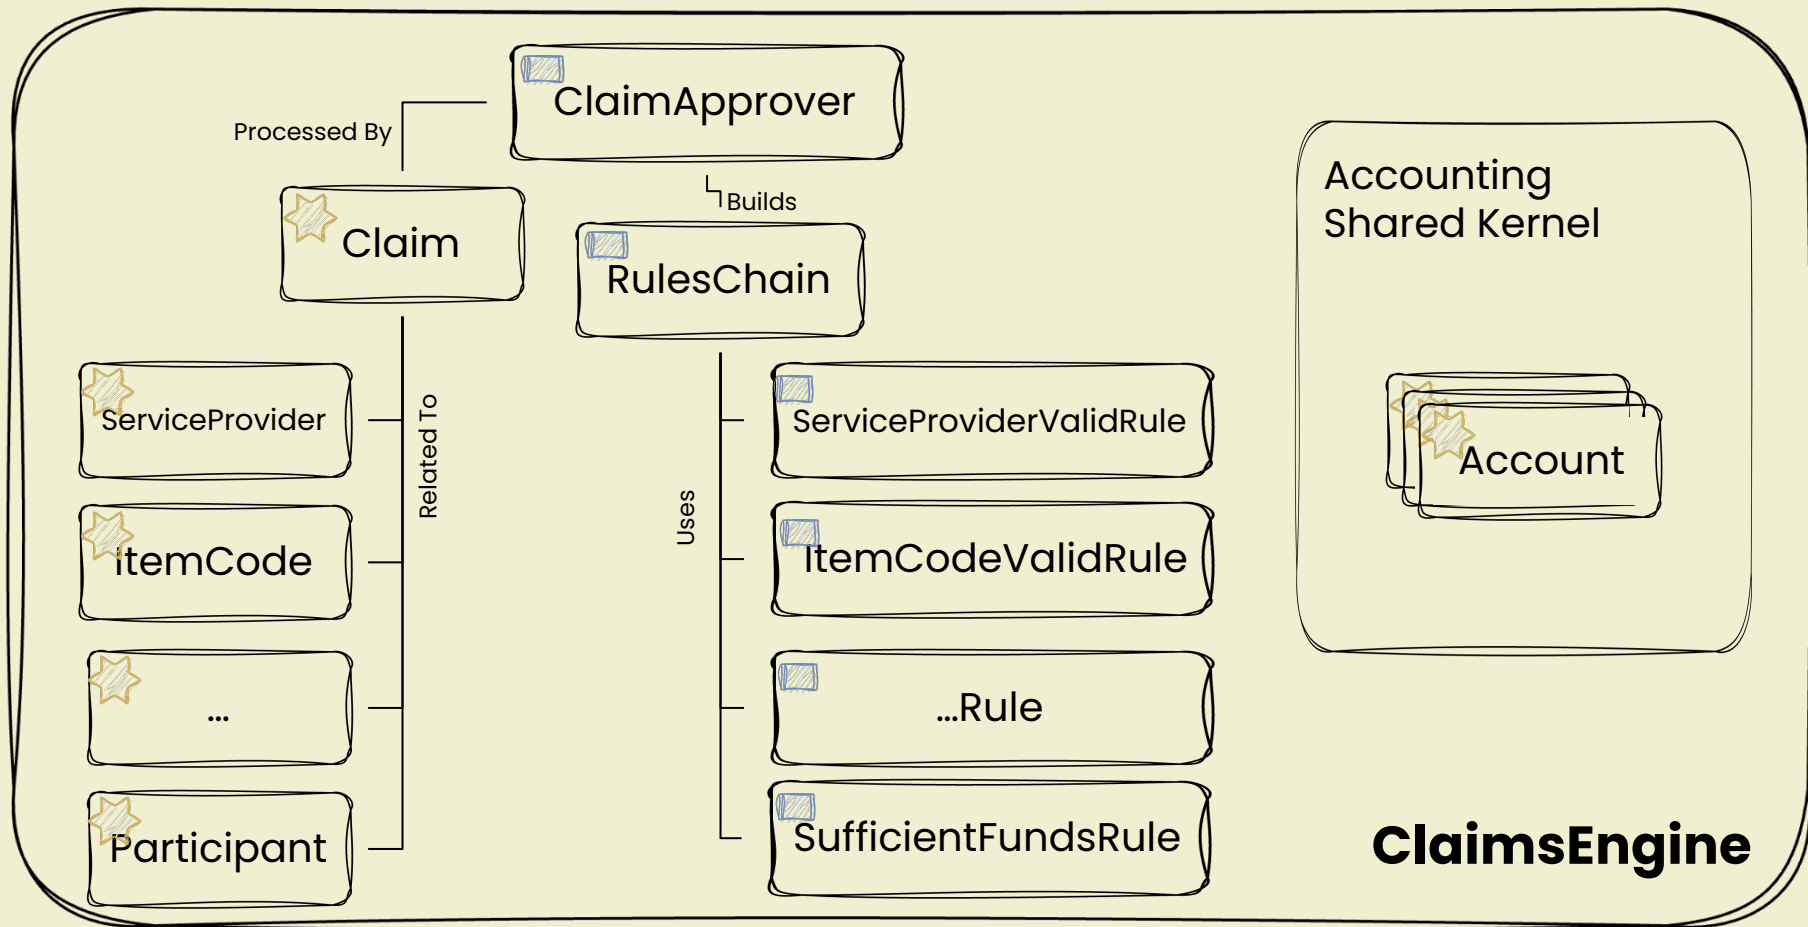 ClaimApprover
Processed By
Claim
Builds
RulesChain
ServiceProvider
ItemCode
...
Participant
Related To
Uses
ServiceProviderValidRule
ItemCodeValidRule
...Rule
SufficientFundsRule
Accounting
Shared Kernel
Account
ClaimsEngine